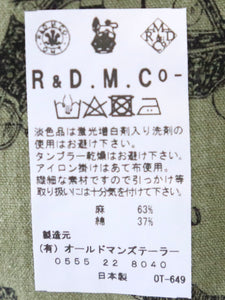 R & D . M . Co -
淡色品は蛍光増白剤入り洗剤の
使用はお避け下さい。
タンブラー乾燥はお避け下さい。
アイロン掛けはあて布使用。
繊細な素材ですので引っかけ等
取り扱いには十分気を付けて下さい。
麻 63%
綿 37%
製造元
(有) オールドマンズテーラー
0555 22 8040
日本製 OT-649